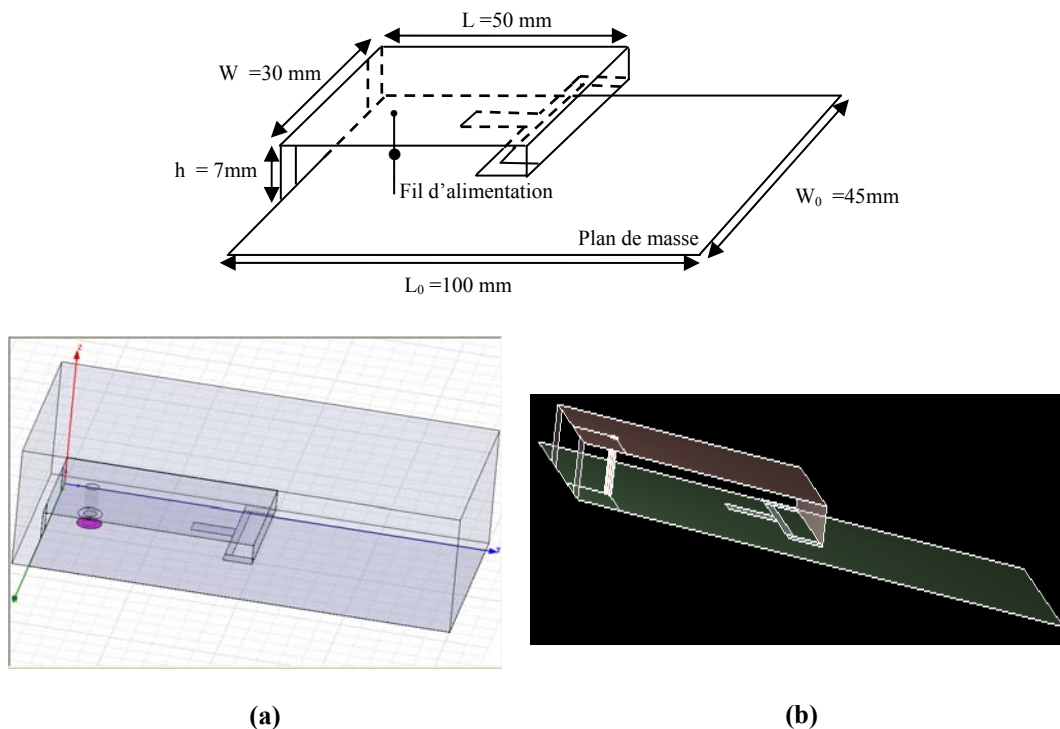 L =50 mm
W =30 mm
h = 7mm
Fil d'alimentation
W₀ =45mm
Plan de masse
L₀ =100 mm
z
(a)
(b)